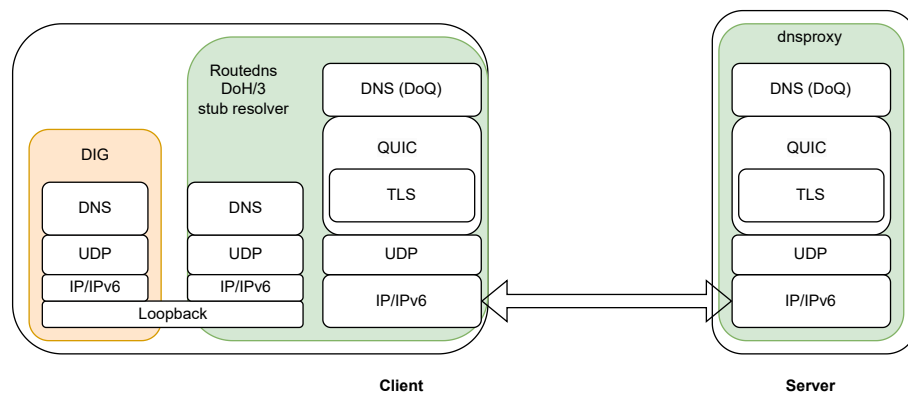 dnsproxy
Routedns
DoH/3
stub resolver
DNS (DoQ)
DNS (DoQ)
QUIC
QUIC
DIG
TLS
TLS
DNS
DNS
UDP
UDP
UDP
UDP
IP/IPv6
IP/IPv6
IP/IPv6
IP/IPv6
Loopback
Client
Server